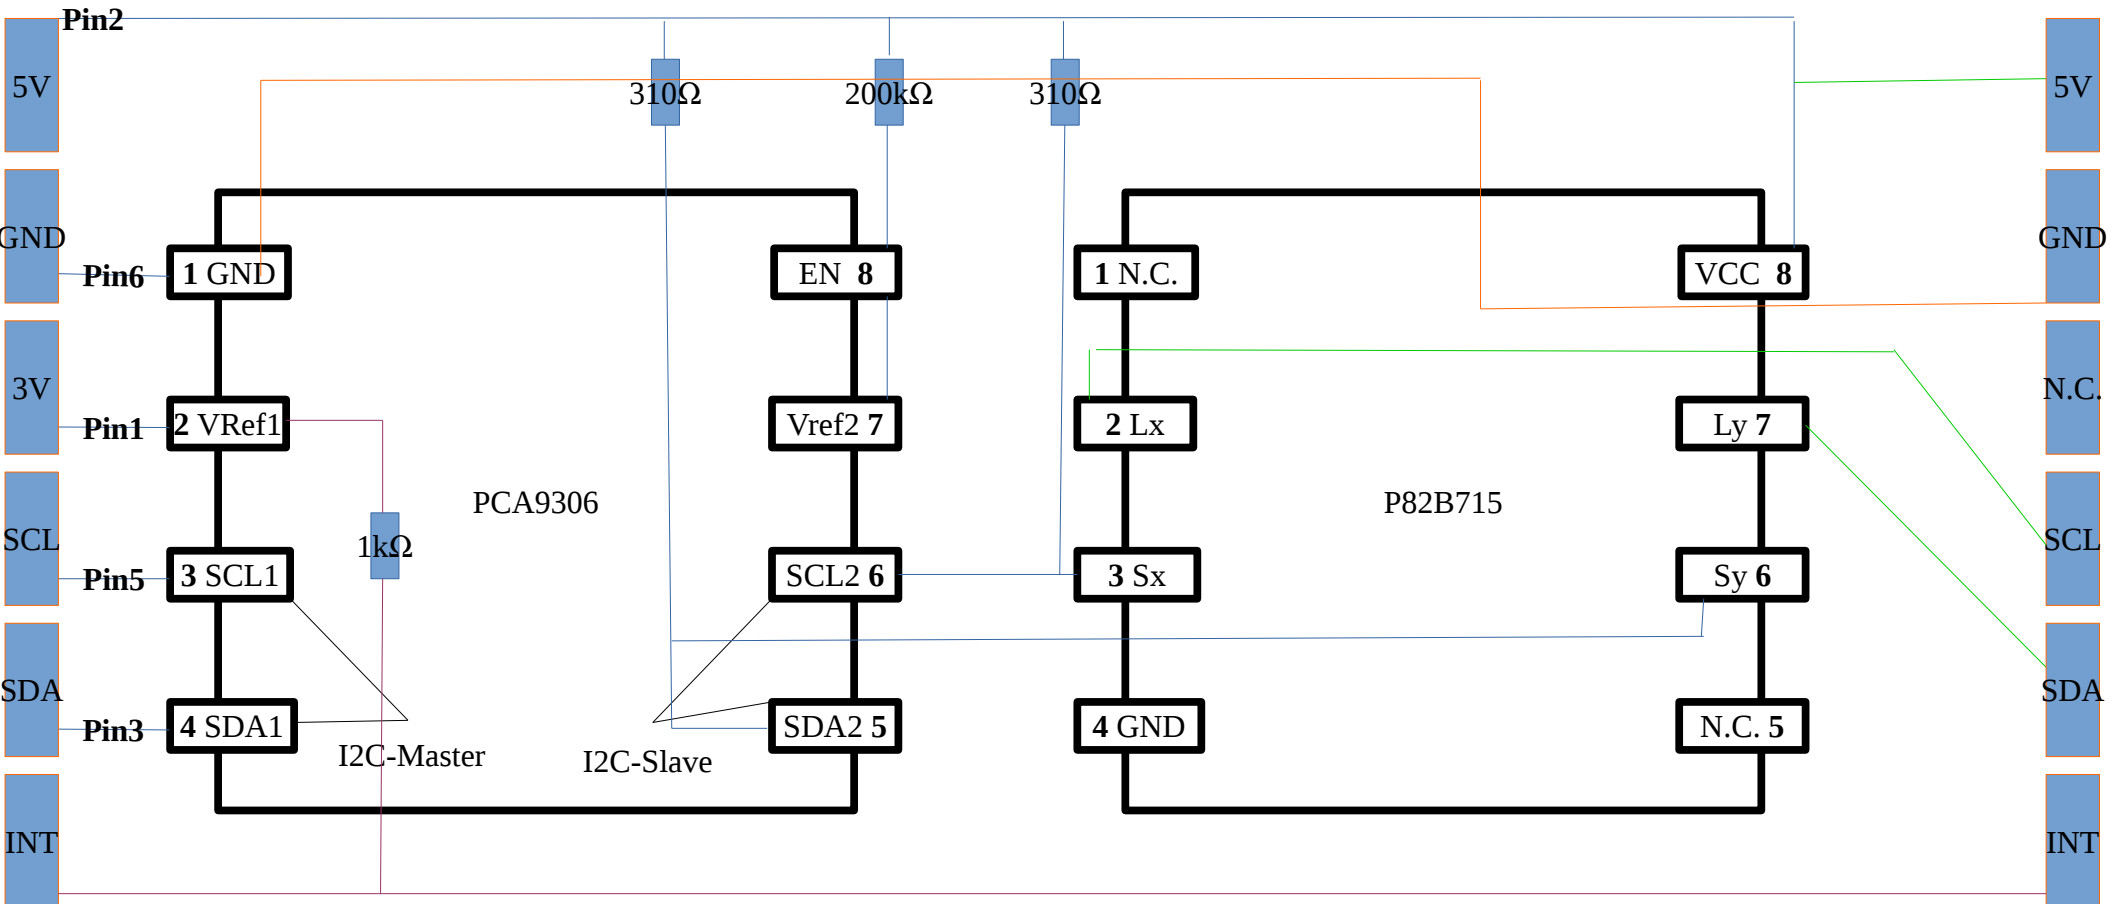 Pin2
5V
310Ω
200kΩ
310Ω
5V
GND
Pin6
1 GND
EN 8
1 N.C.
VCC 8
GND
3V
Pin1
2 VRef1
Vref2 7
2 Lx
Ly 7
N.C.
PCA9306
P82B715
SCL
Pin5
3 SCL1
1kΩ
SCL2 6
3 Sx
Sy 6
SCL
SDA
Pin3
4 SDA1
I2C-Master
I2C-Slave
SDA2 5
4 GND
N.C. 5
SDA
INT
INT